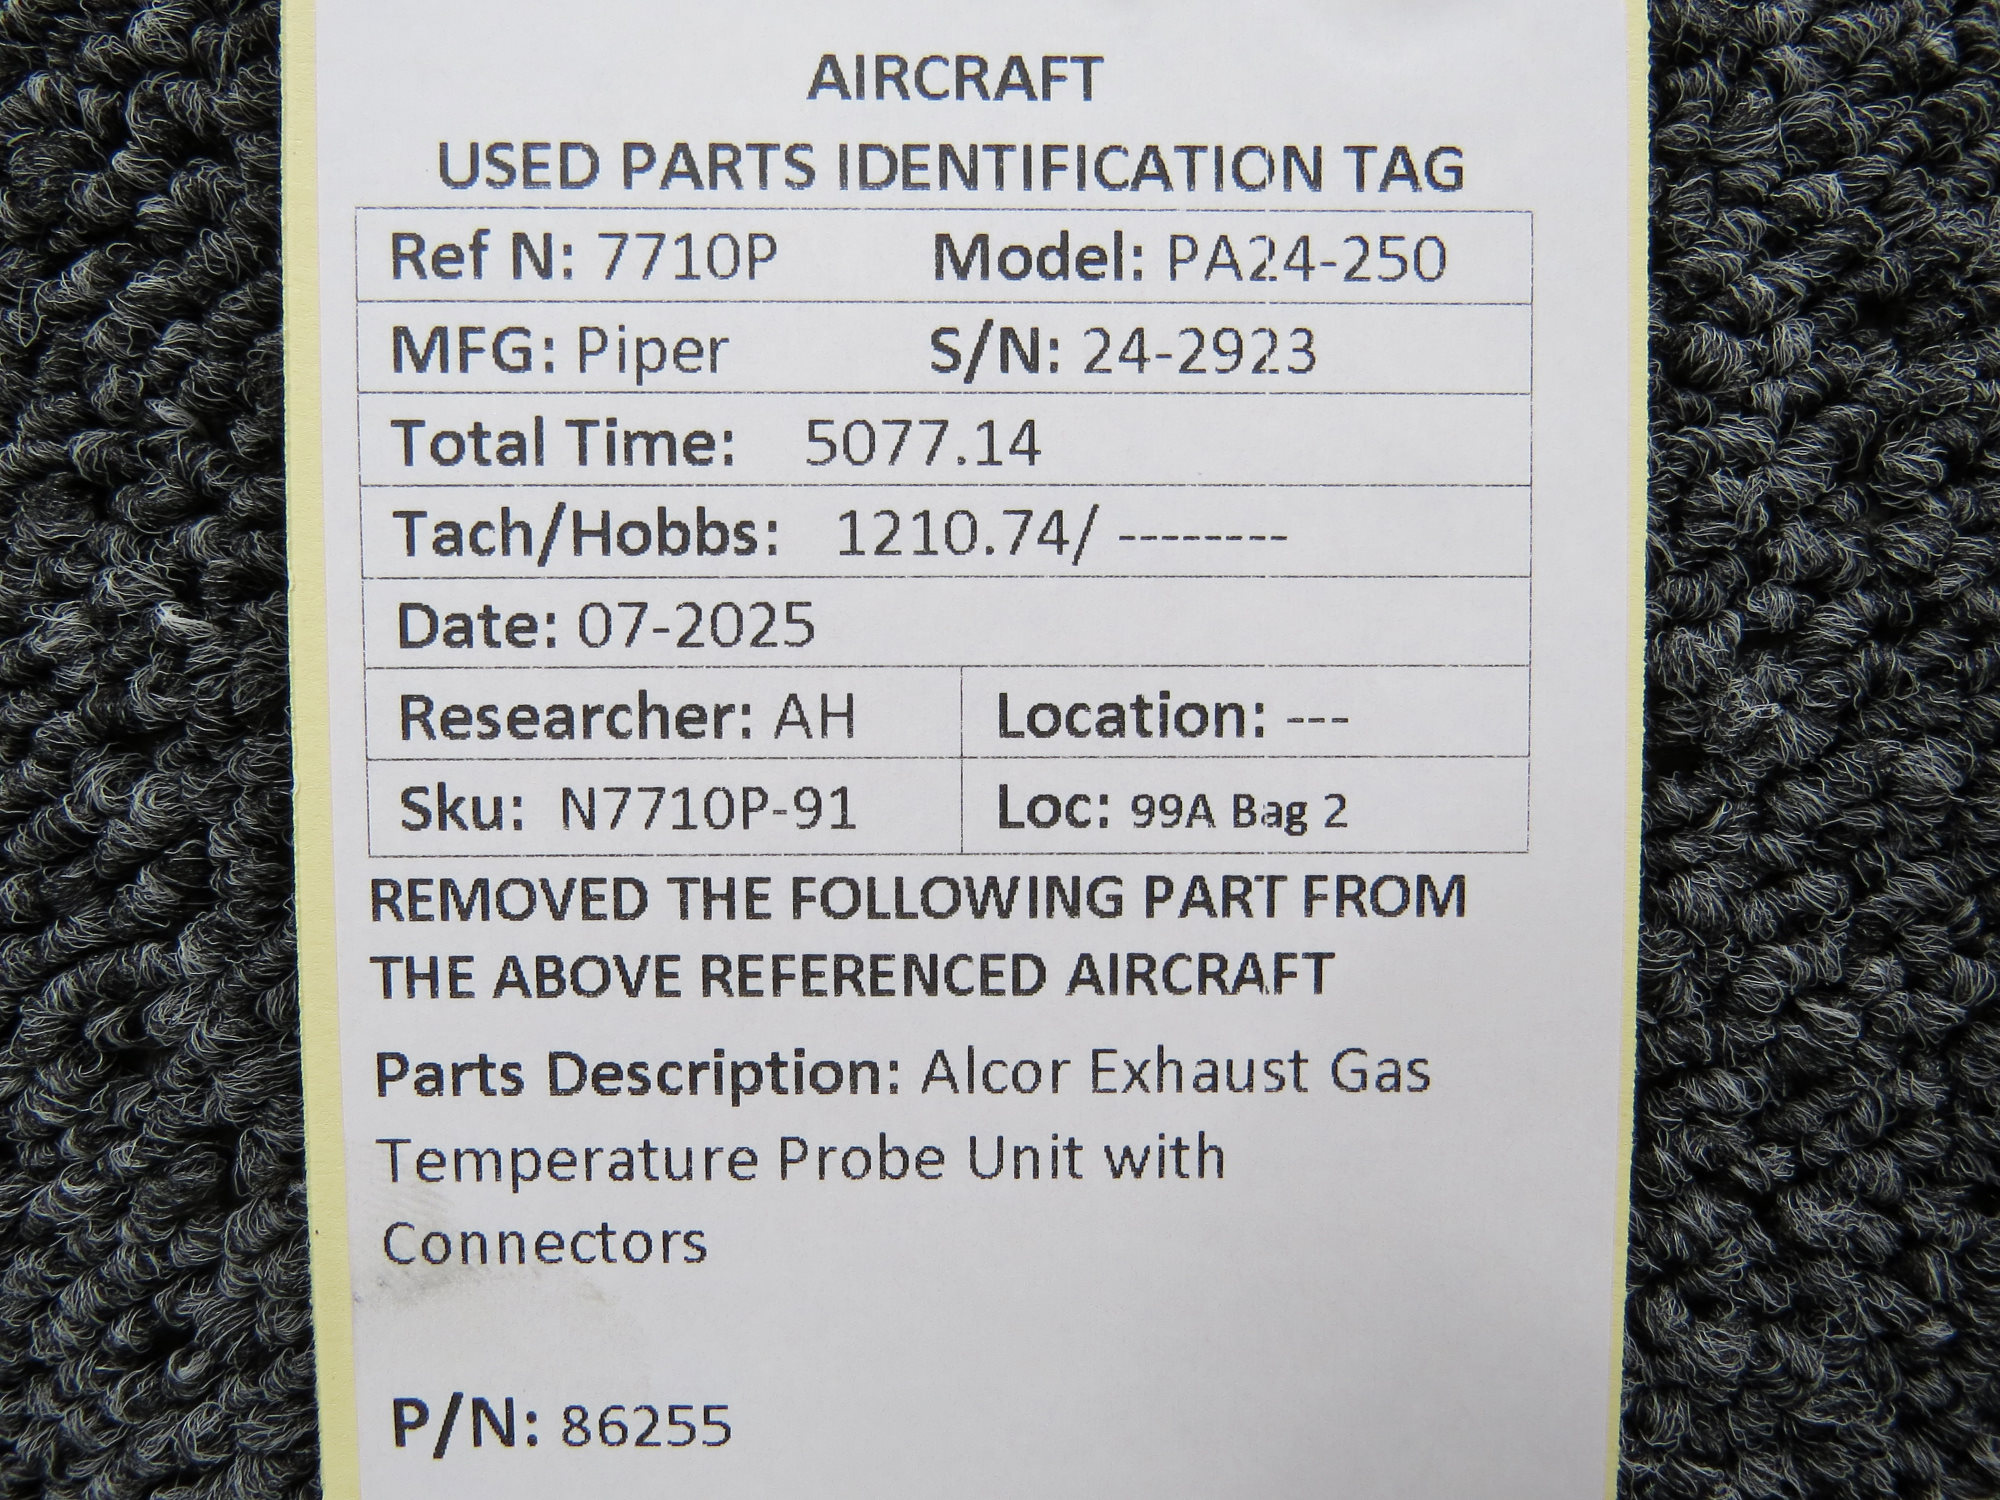 AIRCRAFT
USED PARTS IDENTIFICATION TAG
Ref N: 7710P Model: PA24-250
MFG: Piper S/N: 24-2923
Total Time: 5077.14
Tach/Hobbs: 1210.74/ --------
Date: 07-2025
Researcher: AH Location: ---
Sku: N7710P-91 Loc: 99A Bag 2
REMOVED THE FOLLOWING PART FROM
THE ABOVE REFERENCED AIRCRAFT
Parts Description: Alcor Exhaust Gas
Temperature Probe Unit with
Connectors
P/N: 86255